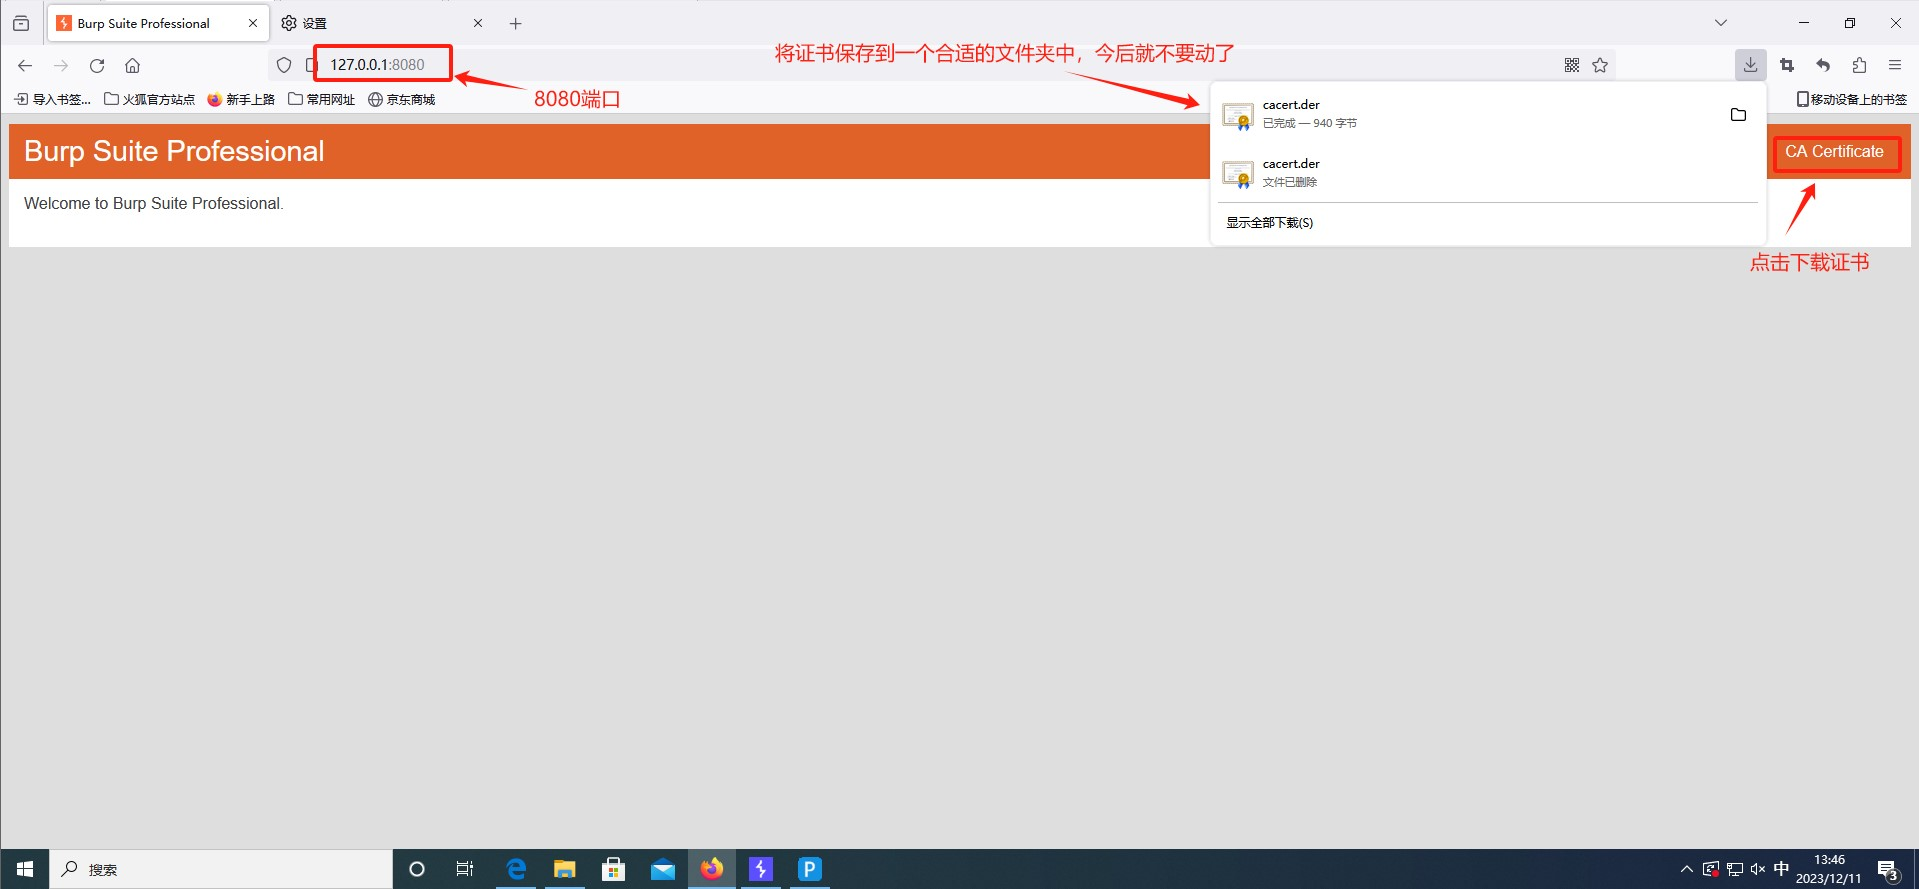 Burp Suite Professional
设置
将证书保存到一个合适的文件夹中，今后就不要动了
127.0.0.1:8080
8080端口
导入书签...
火狐官方站点
新手上路
常用网址
京东商城
移动设备上的书签
cacert.der
已完成 — 940 字节
cacert.der
文件已删除
显示全部下载(S)
Burp Suite Professional
CA Certificate
Welcome to Burp Suite Professional.
点击下载证书
搜索
P
中
13:46
2023/12/11
3